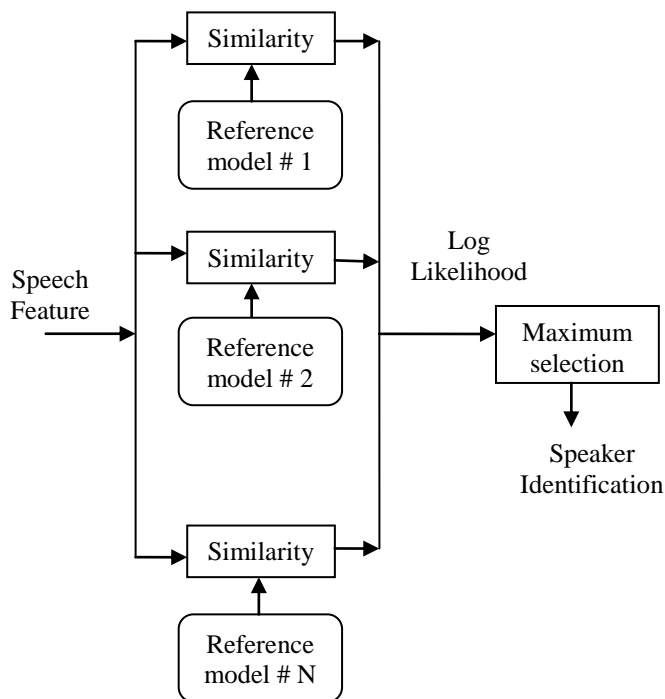 Similarity
Reference
model # 1
Similarity
Reference
model # 2
Similarity
Reference
model # N
Speech
Feature
Log
Likelihood
Maximum
selection
Speaker
Identification